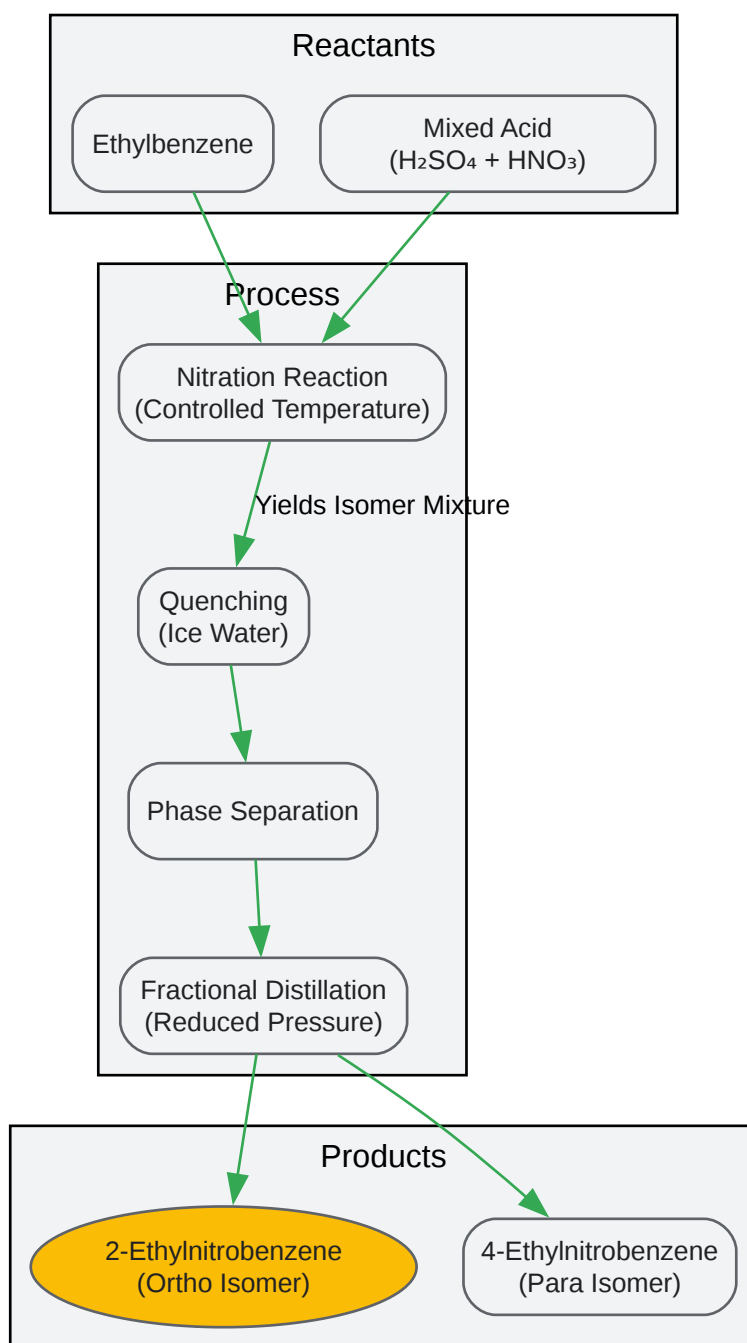 Reactants
Ethylbenzene
Mixed Acid
(H₂SO₄ + HNO₃)
Process
Nitration Reaction
(Controlled Temperature)
Yields Isomer Mixture
Quenching
(Ice Water)
Phase Separation
Fractional Distillation
(Reduced Pressure)
Products
2-Ethylnitrobenzene
(Ortho Isomer)
4-Ethylnitrobenzene
(Para Isomer)